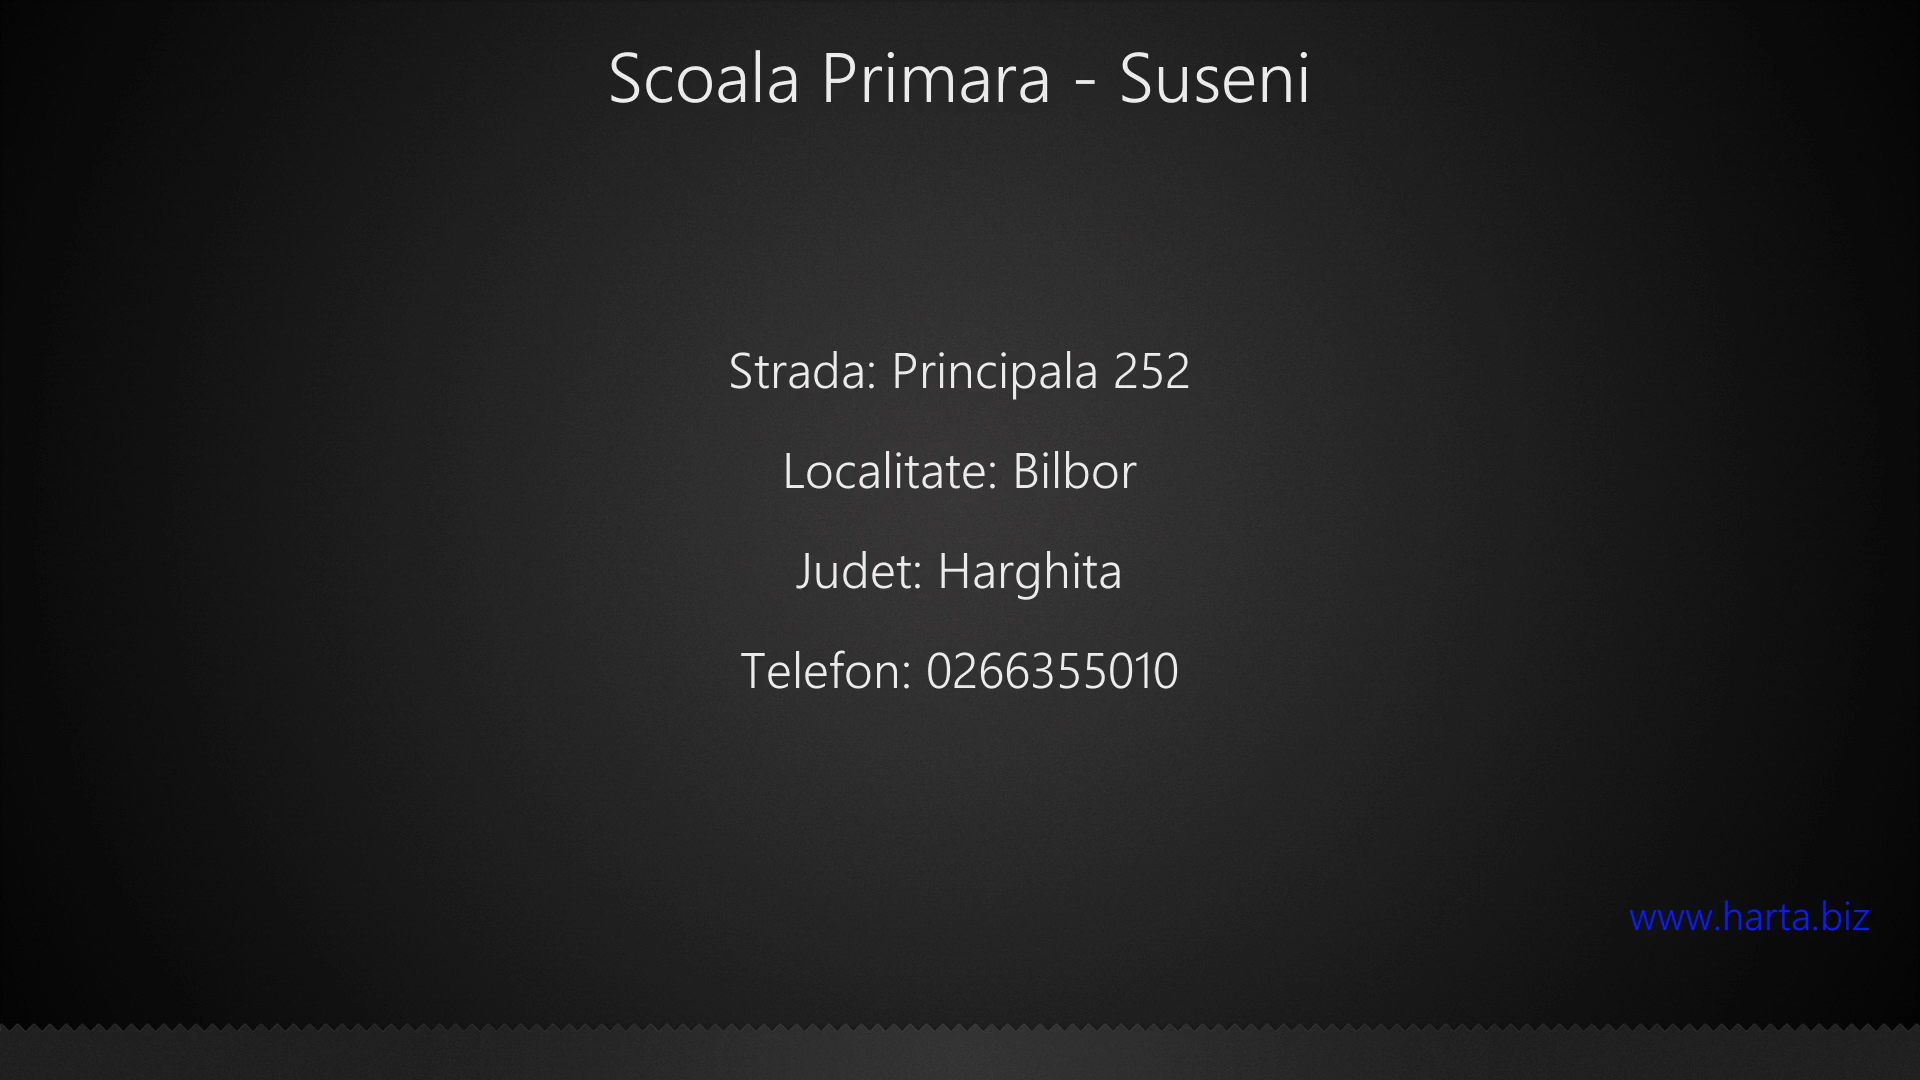 Scoala Primara - Suseni
Strada: Principala 252
Localitate: Bilbor
Judet: Harghita
Telefon: 0266355010
www.harta.biz